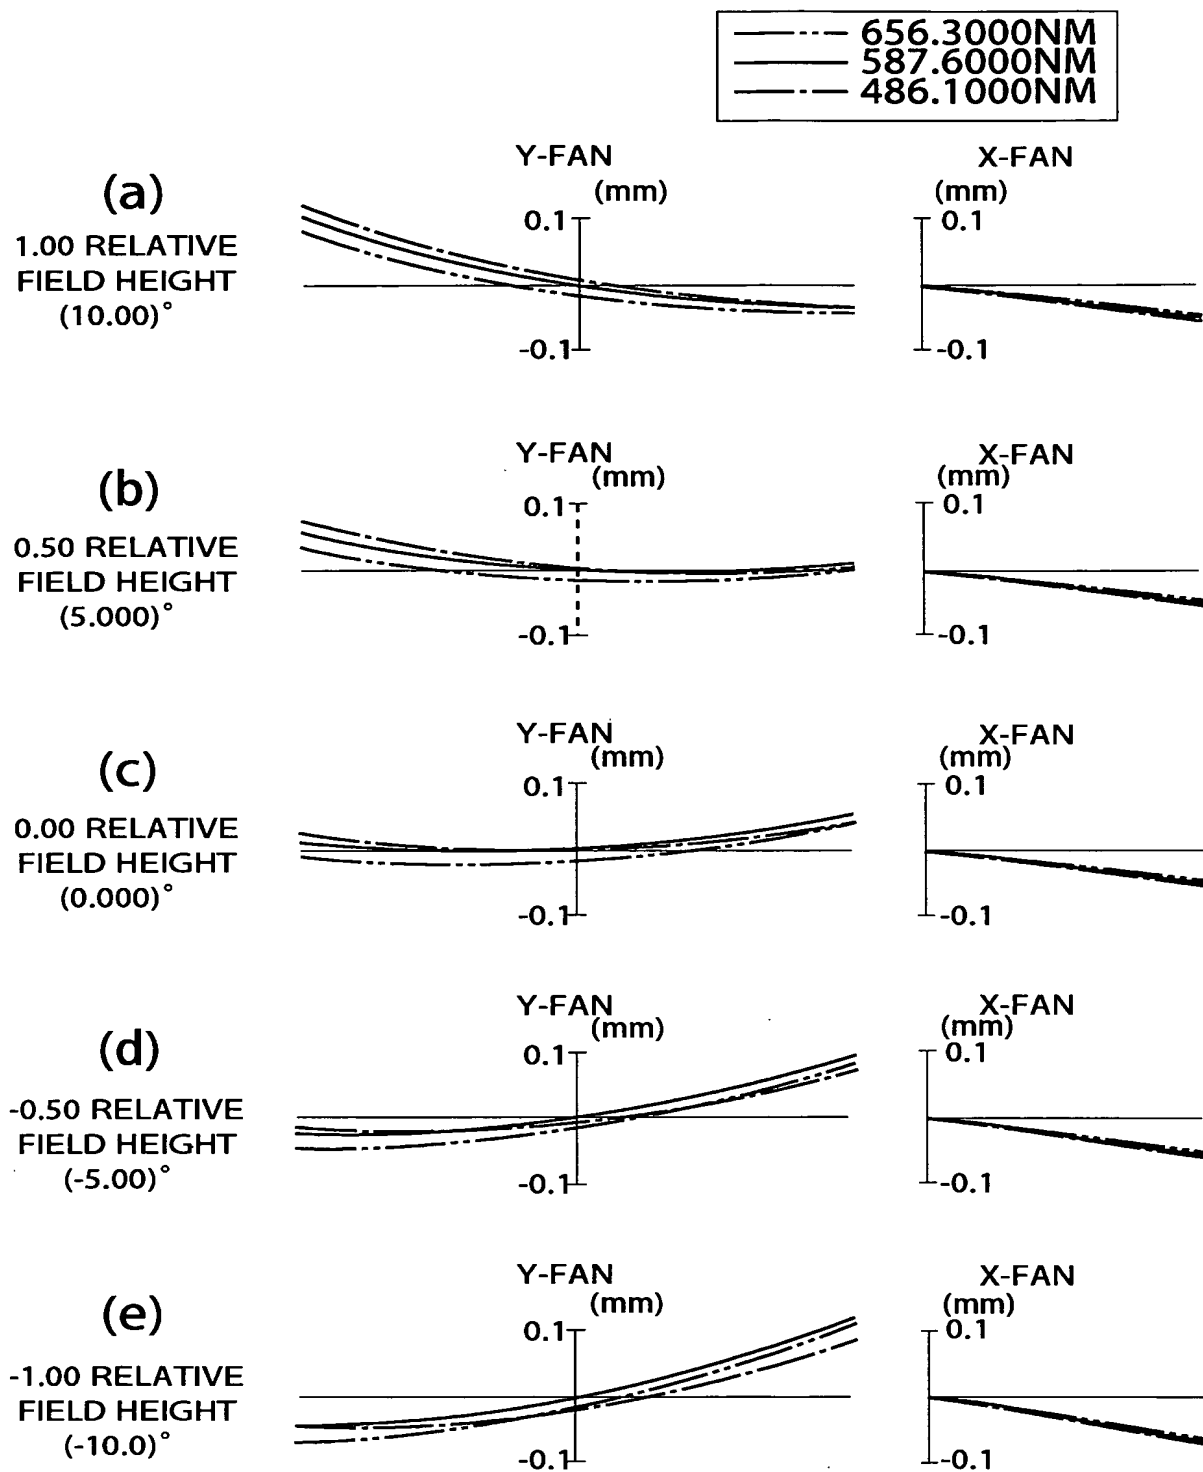 656.3000NM
587.6000NM
486.1000NM
(a)
1.00 RELATIVE
FIELD HEIGHT
(10.00)°
Y-FAN
(mm)
0.1
-0.1
X-FAN
(mm)
0.1
-0.1
(b)
0.50 RELATIVE
FIELD HEIGHT
(5.000)°
Y-FAN
(mm)
0.1
-0.1
X-FAN
(mm)
0.1
-0.1
(c)
0.00 RELATIVE
FIELD HEIGHT
(0.000)°
Y-FAN
(mm)
0.1
-0.1
X-FAN
(mm)
0.1
-0.1
(d)
-0.50 RELATIVE
FIELD HEIGHT
(-5.00)°
Y-FAN
(mm)
0.1
-0.1
X-FAN
(mm)
0.1
-0.1
(e)
-1.00 RELATIVE
FIELD HEIGHT
(-10.0)°
Y-FAN
(mm)
0.1
-0.1
X-FAN
(mm)
0.1
-0.1